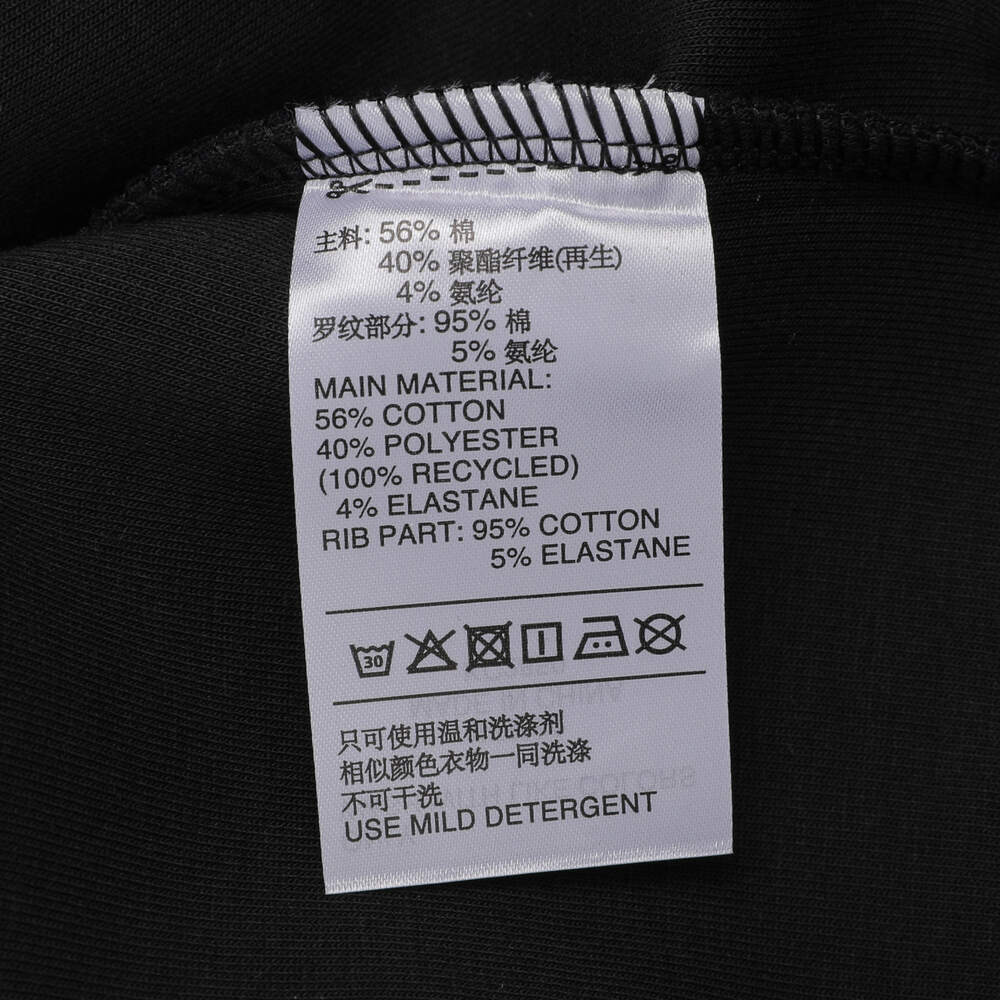 主料: 56% 棉
40% 聚酯纤维(再生)
4% 氨纶
罗纹部分: 95% 棉
5% 氨纶
MAIN MATERIAL:
56% COTTON
40% POLYESTER
(100% RECYCLED)
4% ELASTANE
RIB PART: 95% COTTON
5% ELASTANE
30
只可使用温和洗涤剂
相似颜色衣物一同洗涤
不可干洗
USE MILD DETERGENT